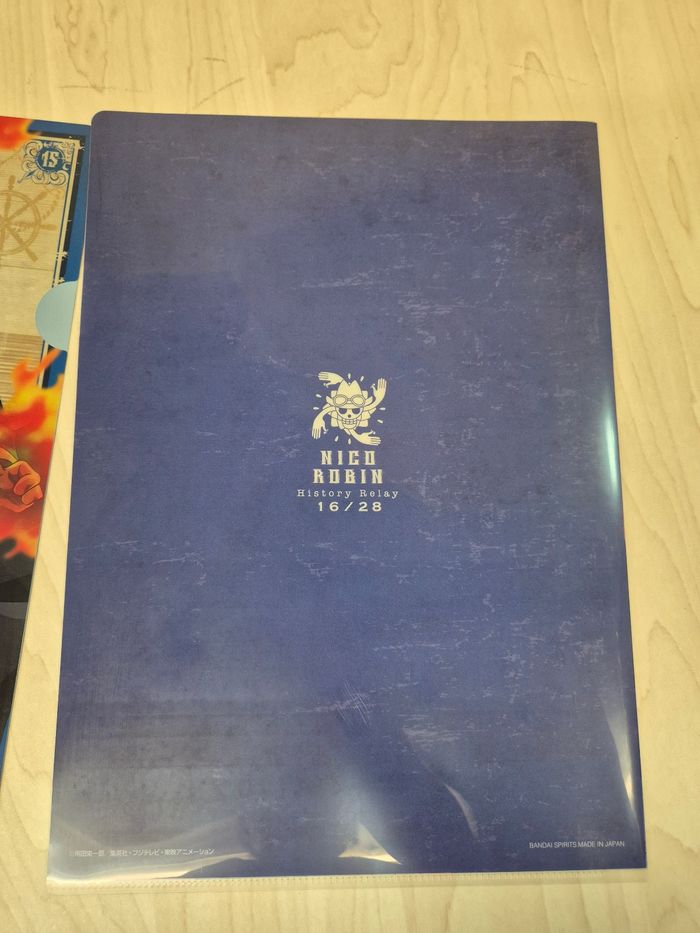 15
NICO
ROBIN
History Relay
16/28
©尾田栄一郎/集英社・フジテレビ・東映アニメーション
BANDAI SPIRITS MADE IN JAPAN